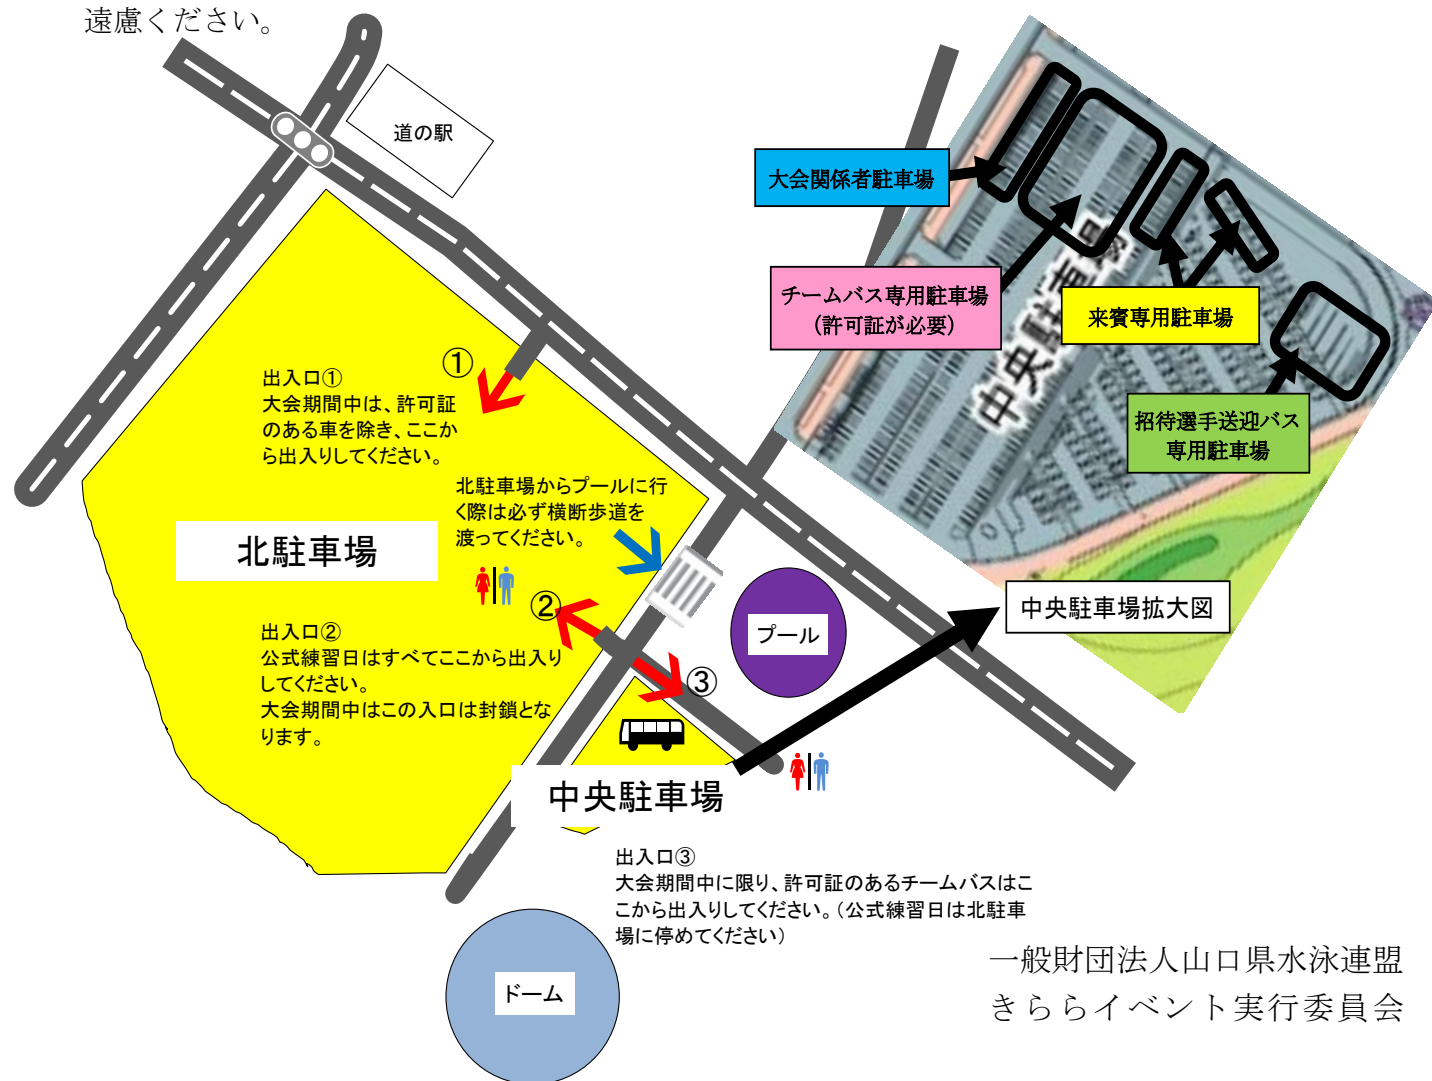 遠慮ください。
道の駅
大会関係者駐車場
チームバス専用駐車場
(許可証が必要)
来賓専用駐車場
招待選手送迎バス
専用駐車場
中央駐車場
中央駐車場拡大図
①
出入口①
大会期間中は、許可証
のある車を除き、ここか
ら出入りしてください。
北駐車場からプールに行
く際は必ず横断歩道を
渡ってください。
北駐車場
②
出入口②
公式練習日はすべてここから出入り
してください。
大会期間中はこの入口は封鎖とな
ります。
プール
③
中央駐車場
出入口③
大会期間中に限り、許可証のあるチームバスはこ
こから出入りしてください。（公式練習日は北駐車
場に停めてください）
ドーム
一般財団法人山口県水泳連盟
きららイベント実行委員会